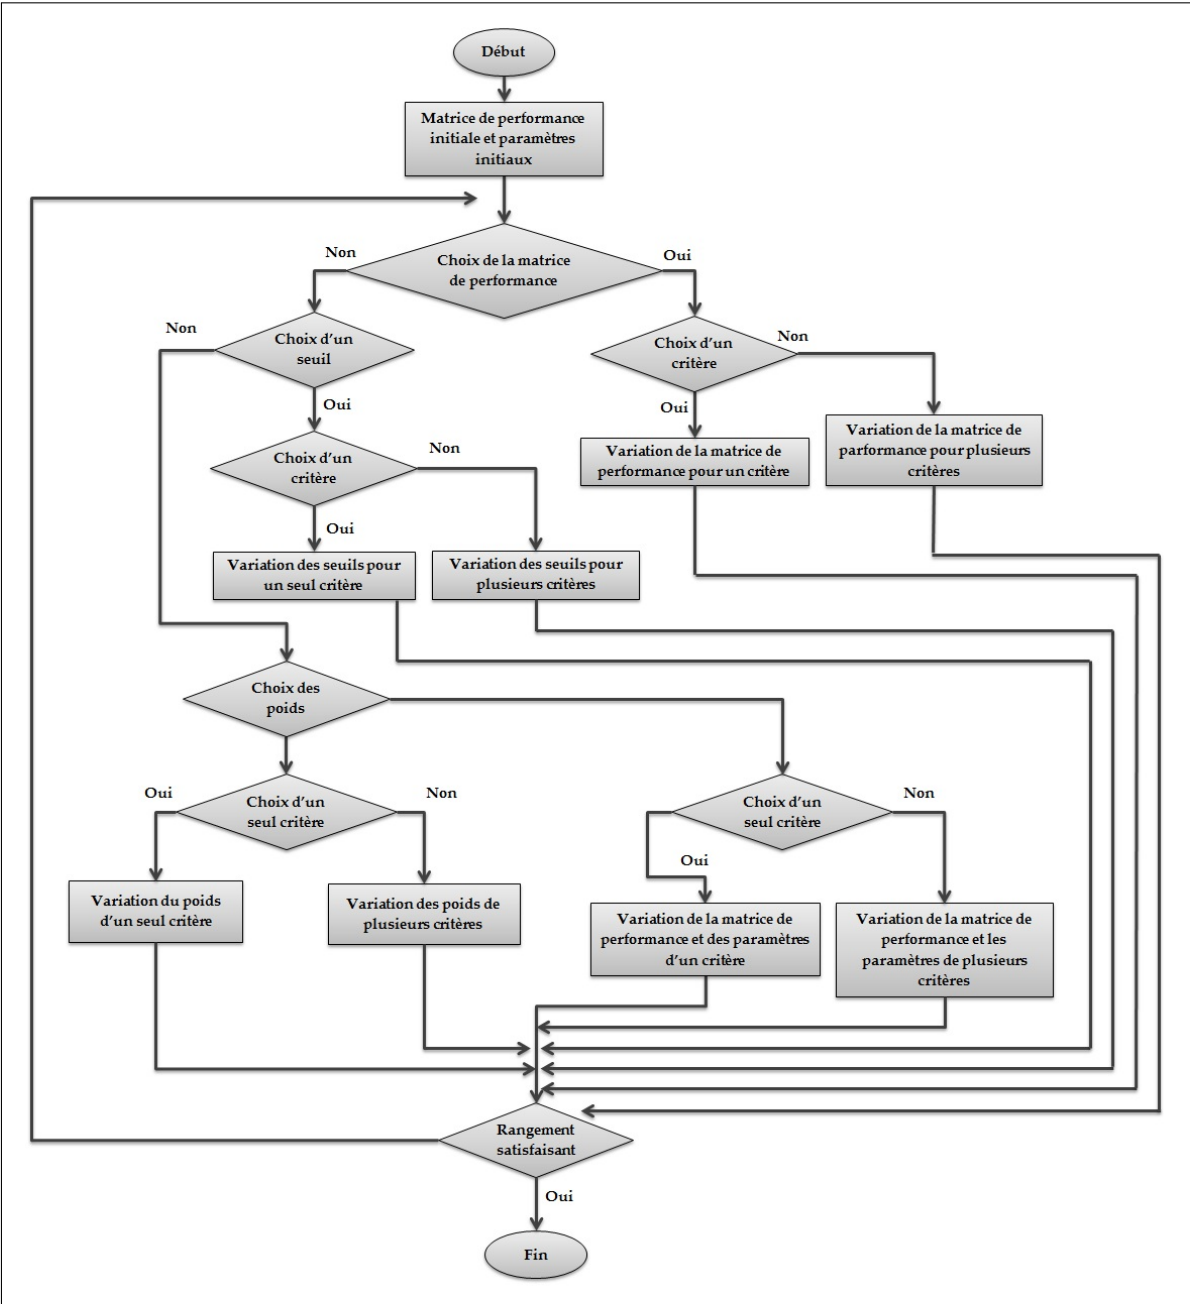 Début
Matrice de performance
initiale et paramètres
initiaux
Non
Choix de la matrice
de performance
Oui
Non
Choix d'un
seuil
Choix d'un
critère
Non
Oui
Oui
Choix d'un
critère
Non
Variation de la matrice de
performance pour un critère
Variation de la matrice de
parformance pour plusieurs
critères
Oui
Variation des seuils pour
un seul critère
Variation des seuils pour
plusieurs critères
Choix des
poids
Oui
Choix d'un
seul critère
Non
Choix d'un
seul critère
Non
Oui
Variation du poids
d'un seul critère
Variation des poids de
plusieurs critères
Variation de la matrice de
performance et des paramètres
d'un critère
Variation de la matrice de
performance et les
paramètres de plusieurs
critères
Rangement
satisfaisant
Oui
Fin